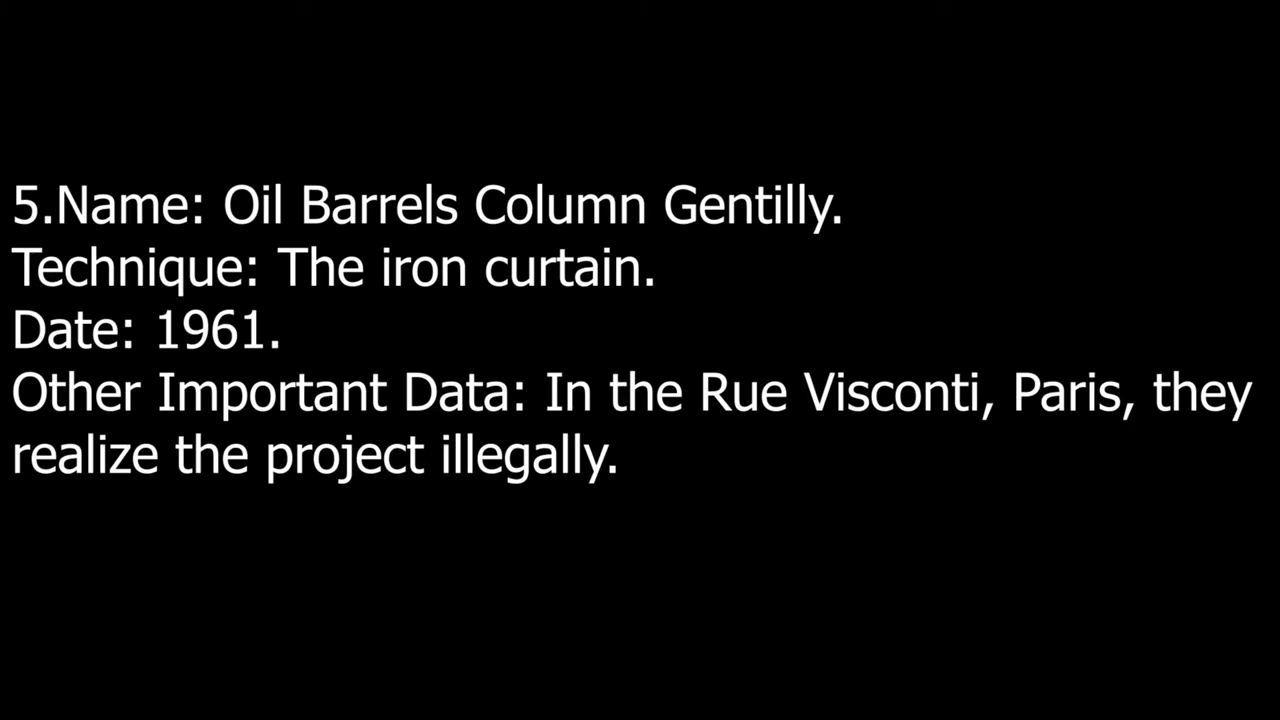 5.Name: Oil Barrels Column Gentilly.
Technique: The iron curtain.
Date: 1961.
Other Important Data: In the Rue Visconti, Paris, they
realize the project illegally.